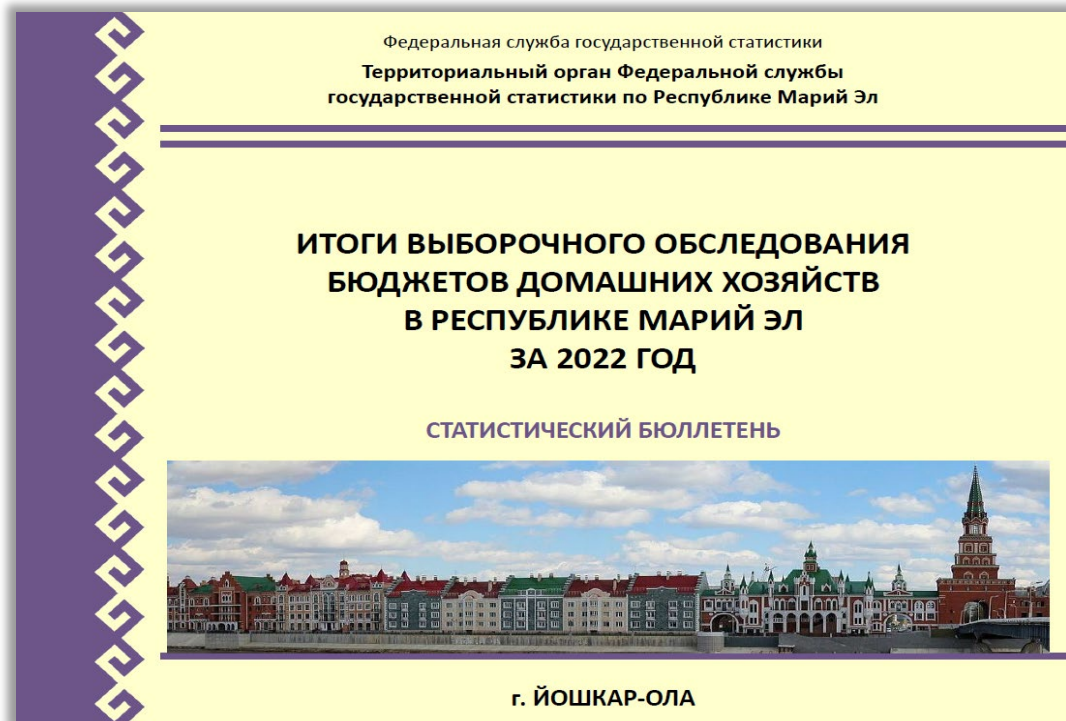 Федеральная служба государственной статистики
Территориальный орган Федеральной службы
государственной статистики по Республике Марий Эл
ИТОГИ ВЫБОРОЧНОГО ОБСЛЕДОВАНИЯ
БЮДЖЕТОВ ДОМАШНИХ ХОЗЯЙСТВ
В РЕСПУБЛИКЕ МАРИЙ ЭЛ
ЗА 2022 ГОД
СТАТИСТИЧЕСКИЙ БЮЛЛЕТЕНЬ
г. ЙОШКАР-ОЛА